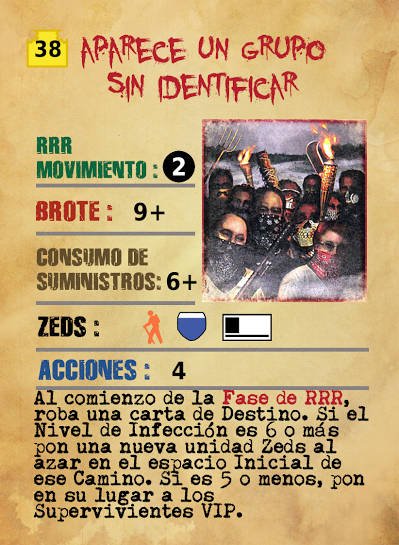 38
APARECE UN GRUPO
SIN IDENTIFICAR
RRR
MOVIMIENTO : 2
BROTE : 9+
CONSUMO DE
SUMINISTROS: 6+
ZEDS :
ACCIONES : 4
Al comienzo de la Fase de RRR,
roba una carta de Destino. Si el
Nivel de Infección es 6 o más
pon una nueva unidad Zeds al
azar en el espacio Inicial de
ese Camino. Si es 5 o menos, pon
en su lugar a los
Supervivientes VIP.